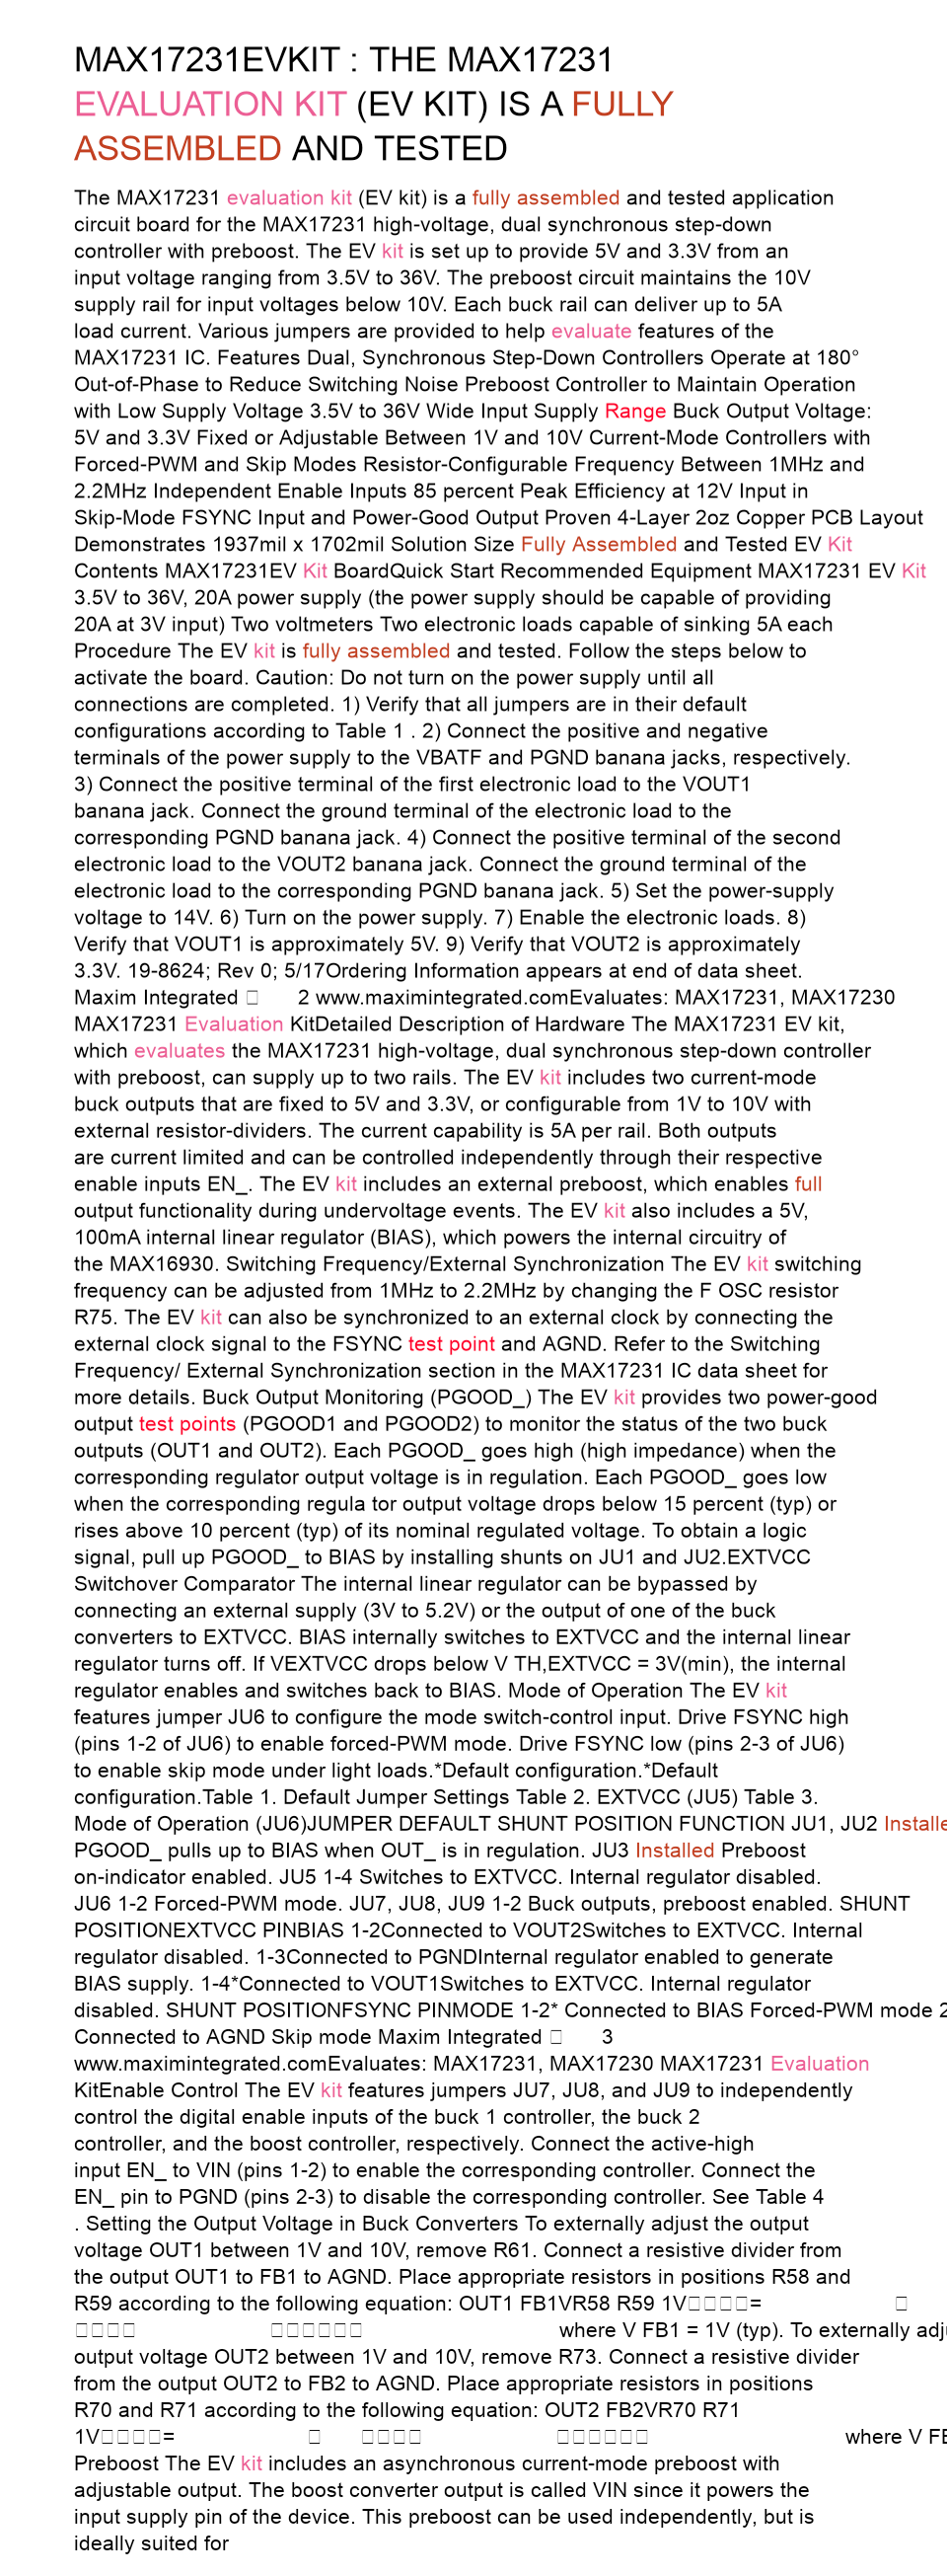 MAX17231EVKIT : THE MAX17231
EVALUATION KIT (EV KIT) IS A FULLY
ASSEMBLED AND TESTED
The MAX17231 evaluation kit (EV kit) is a fully assembled and tested application
circuit board for the MAX17231 high-voltage, dual synchronous step-down
controller with preboost. The EV kit is set up to provide 5V and 3.3V from an
input voltage ranging from 3.5V to 36V. The preboost circuit maintains the 10V
supply rail for input voltages below 10V. Each buck rail can deliver up to 5A
load current. Various jumpers are provided to help evaluate features of the
MAX17231 IC. Features Dual, Synchronous Step-Down Controllers Operate at 180°
Out-of-Phase to Reduce Switching Noise Preboost Controller to Maintain Operation
with Low Supply Voltage 3.5V to 36V Wide Input Supply Range Buck Output Voltage:
5V and 3.3V Fixed or Adjustable Between 1V and 10V Current-Mode Controllers with
Forced-PWM and Skip Modes Resistor-Configurable Frequency Between 1MHz and
2.2MHz Independent Enable Inputs 85 percent Peak Efficiency at 12V Input in
Skip-Mode FSYNC Input and Power-Good Output Proven 4-Layer 2oz Copper PCB Layout
Demonstrates 1937mil x 1702mil Solution Size Fully Assembled and Tested EV Kit
Contents MAX17231EV Kit BoardQuick Start Recommended Equipment MAX17231 EV Kit
3.5V to 36V, 20A power supply (the power supply should be capable of providing
20A at 3V input) Two voltmeters Two electronic loads capable of sinking 5A each
Procedure The EV kit is fully assembled and tested. Follow the steps below to
activate the board. Caution: Do not turn on the power supply until all
connections are completed. 1) Verify that all jumpers are in their default
configurations according to Table 1 . 2) Connect the positive and negative
terminals of the power supply to the VBATF and PGND banana jacks, respectively.
3) Connect the positive terminal of the first electronic load to the VOUT1
banana jack. Connect the ground terminal of the electronic load to the
corresponding PGND banana jack. 4) Connect the positive terminal of the second
electronic load to the VOUT2 banana jack. Connect the ground terminal of the
electronic load to the corresponding PGND banana jack. 5) Set the power-supply
voltage to 14V. 6) Turn on the power supply. 7) Enable the electronic loads. 8)
Verify that VOUT1 is approximately 5V. 9) Verify that VOUT2 is approximately
3.3V. 19-8624; Rev 0; 5/17Ordering Information appears at end of data sheet.
Maxim Integrated 2 www.maximintegrated.comEvaluates: MAX17231, MAX17230
MAX17231 Evaluation KitDetailed Description of Hardware The MAX17231 EV kit,
which evaluates the MAX17231 high-voltage, dual synchronous step-down controller
with preboost, can supply up to two rails. The EV kit includes two current-mode
buck outputs that are fixed to 5V and 3.3V, or configurable from 1V to 10V with
external resistor-dividers. The current capability is 5A per rail. Both outputs
are current limited and can be controlled independently through their respective
enable inputs EN_. The EV kit includes an external preboost, which enables full
output functionality during undervoltage events. The EV kit also includes a 5V,
100mA internal linear regulator (BIAS), which powers the internal circuitry of
the MAX16930. Switching Frequency/External Synchronization The EV kit switching
frequency can be adjusted from 1MHz to 2.2MHz by changing the F OSC resistor
R75. The EV kit can also be synchronized to an external clock by connecting the
external clock signal to the FSYNC test point and AGND. Refer to the Switching
Frequency/ External Synchronization section in the MAX17231 IC data sheet for
more details. Buck Output Monitoring (PGOOD_) The EV kit provides two power-good
output test points (PGOOD1 and PGOOD2) to monitor the status of the two buck
outputs (OUT1 and OUT2). Each PGOOD_ goes high (high impedance) when the
corresponding regulator output voltage is in regulation. Each PGOOD_ goes low
when the corresponding regula tor output voltage drops below 15 percent (typ) or
rises above 10 percent (typ) of its nominal regulated voltage. To obtain a logic
signal, pull up PGOOD_ to BIAS by installing shunts on JU1 and JU2.EXTVCC
Switchover Comparator The internal linear regulator can be bypassed by
connecting an external supply (3V to 5.2V) or the output of one of the buck
converters to EXTVCC. BIAS internally switches to EXTVCC and the internal linear
regulator turns off. If VEXTVCC drops below V TH,EXTVCC = 3V(min), the internal
regulator enables and switches back to BIAS. Mode of Operation The EV kit
features jumper JU6 to configure the mode switch-control input. Drive FSYNC high
(pins 1-2 of JU6) to enable forced-PWM mode. Drive FSYNC low (pins 2-3 of JU6)
to enable skip mode under light loads.*Default configuration.*Default
configuration.Table 1. Default Jumper Settings Table 2. EXTVCC (JU5) Table 3.
Mode of Operation (JU6)JUMPER DEFAULT SHUNT POSITION FUNCTION JU1, JU2 Installe
PGOOD_ pulls up to BIAS when OUT_ is in regulation. JU3 Installed Preboost
on-indicator enabled. JU5 1-4 Switches to EXTVCC. Internal regulator disabled.
JU6 1-2 Forced-PWM mode. JU7, JU8, JU9 1-2 Buck outputs, preboost enabled. SHUNT
POSITIONEXTVCC PINBIAS 1-2Connected to VOUT2Switches to EXTVCC. Internal
regulator disabled. 1-3Connected to PGNDInternal regulator enabled to generate
BIAS supply. 1-4*Connected to VOUT1Switches to EXTVCC. Internal regulator
disabled. SHUNT POSITIONFSYNC PINMODE 1-2* Connected to BIAS Forced-PWM mode 2
Connected to AGND Skip mode Maxim Integrated 3
www.maximintegrated.comEvaluates: MAX17231, MAX17230 MAX17231 Evaluation
KitEnable Control The EV kit features jumpers JU7, JU8, and JU9 to independently
control the digital enable inputs of the buck 1 controller, the buck 2
controller, and the boost controller, respectively. Connect the active-high
input EN_ to VIN (pins 1-2) to enable the corresponding controller. Connect the
EN_ pin to PGND (pins 2-3) to disable the corresponding controller. See Table 4
. Setting the Output Voltage in Buck Converters To externally adjust the output
voltage OUT1 between 1V and 10V, remove R61. Connect a resistive divider from
the output OUT1 to FB1 to AGND. Place appropriate resistors in positions R58 and
R59 according to the following equation: OUT1 FB1VR58 R59 1V=
where V FB1 = 1V (typ). To externally adju
output voltage OUT2 between 1V and 10V, remove R73. Connect a resistive divider
from the output OUT2 to FB2 to AGND. Place appropriate resistors in positions
R70 and R71 according to the following equation: OUT2 FB2VR70 R71
1V= where V FB
Preboost The EV kit includes an asynchronous current-mode preboost with
adjustable output. The boost converter output is called VIN since it powers the
input supply pin of the device. This preboost can be used independently, but is
ideally suited for